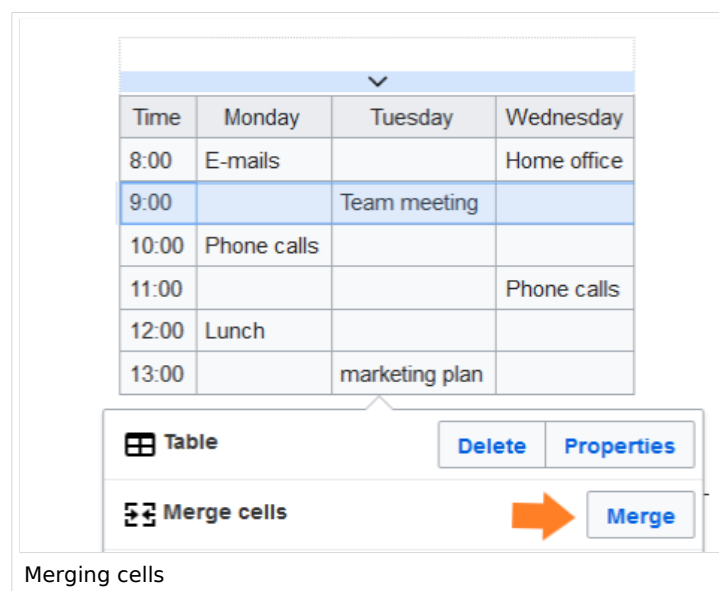 Time Monday Tuesday Wednesday
8:00 E-mails Home office
9:00 Team meeting
10:00 Phone calls
11:00 Phone calls
12:00 Lunch
13:00 marketing plan
Table Delete Properties
Merge cells Merge
Merging cells